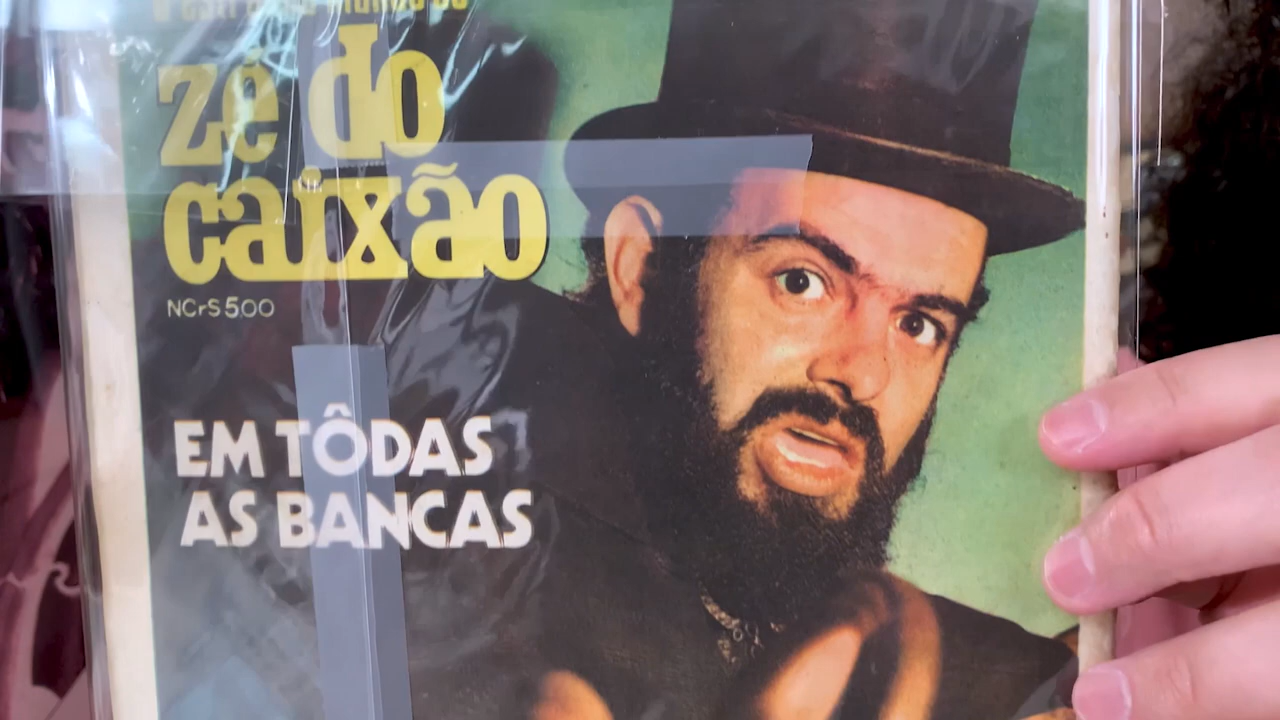 zé do
caixão
NCr$ 5,00
EM TÔDAS
AS BANCAS